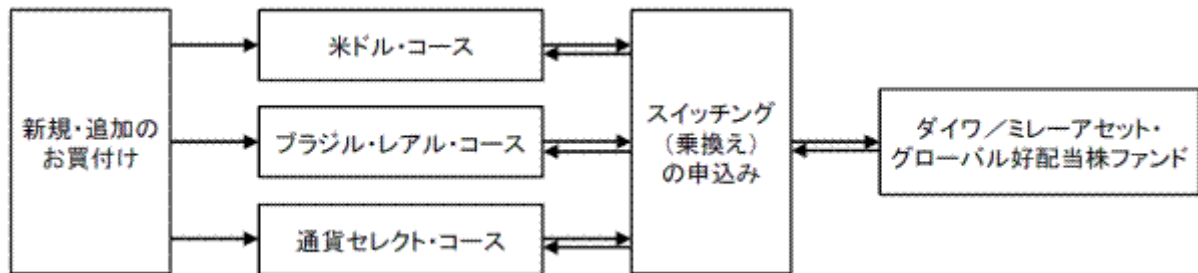 新規・追加の
お買付け
米ドル・コース
ブラジル・レアル・コース
通貨セレクト・コース
スイッチング
（乗換え）
の申込み
ダイワ／ミレーアセット・
グローバル好配当株ファンド